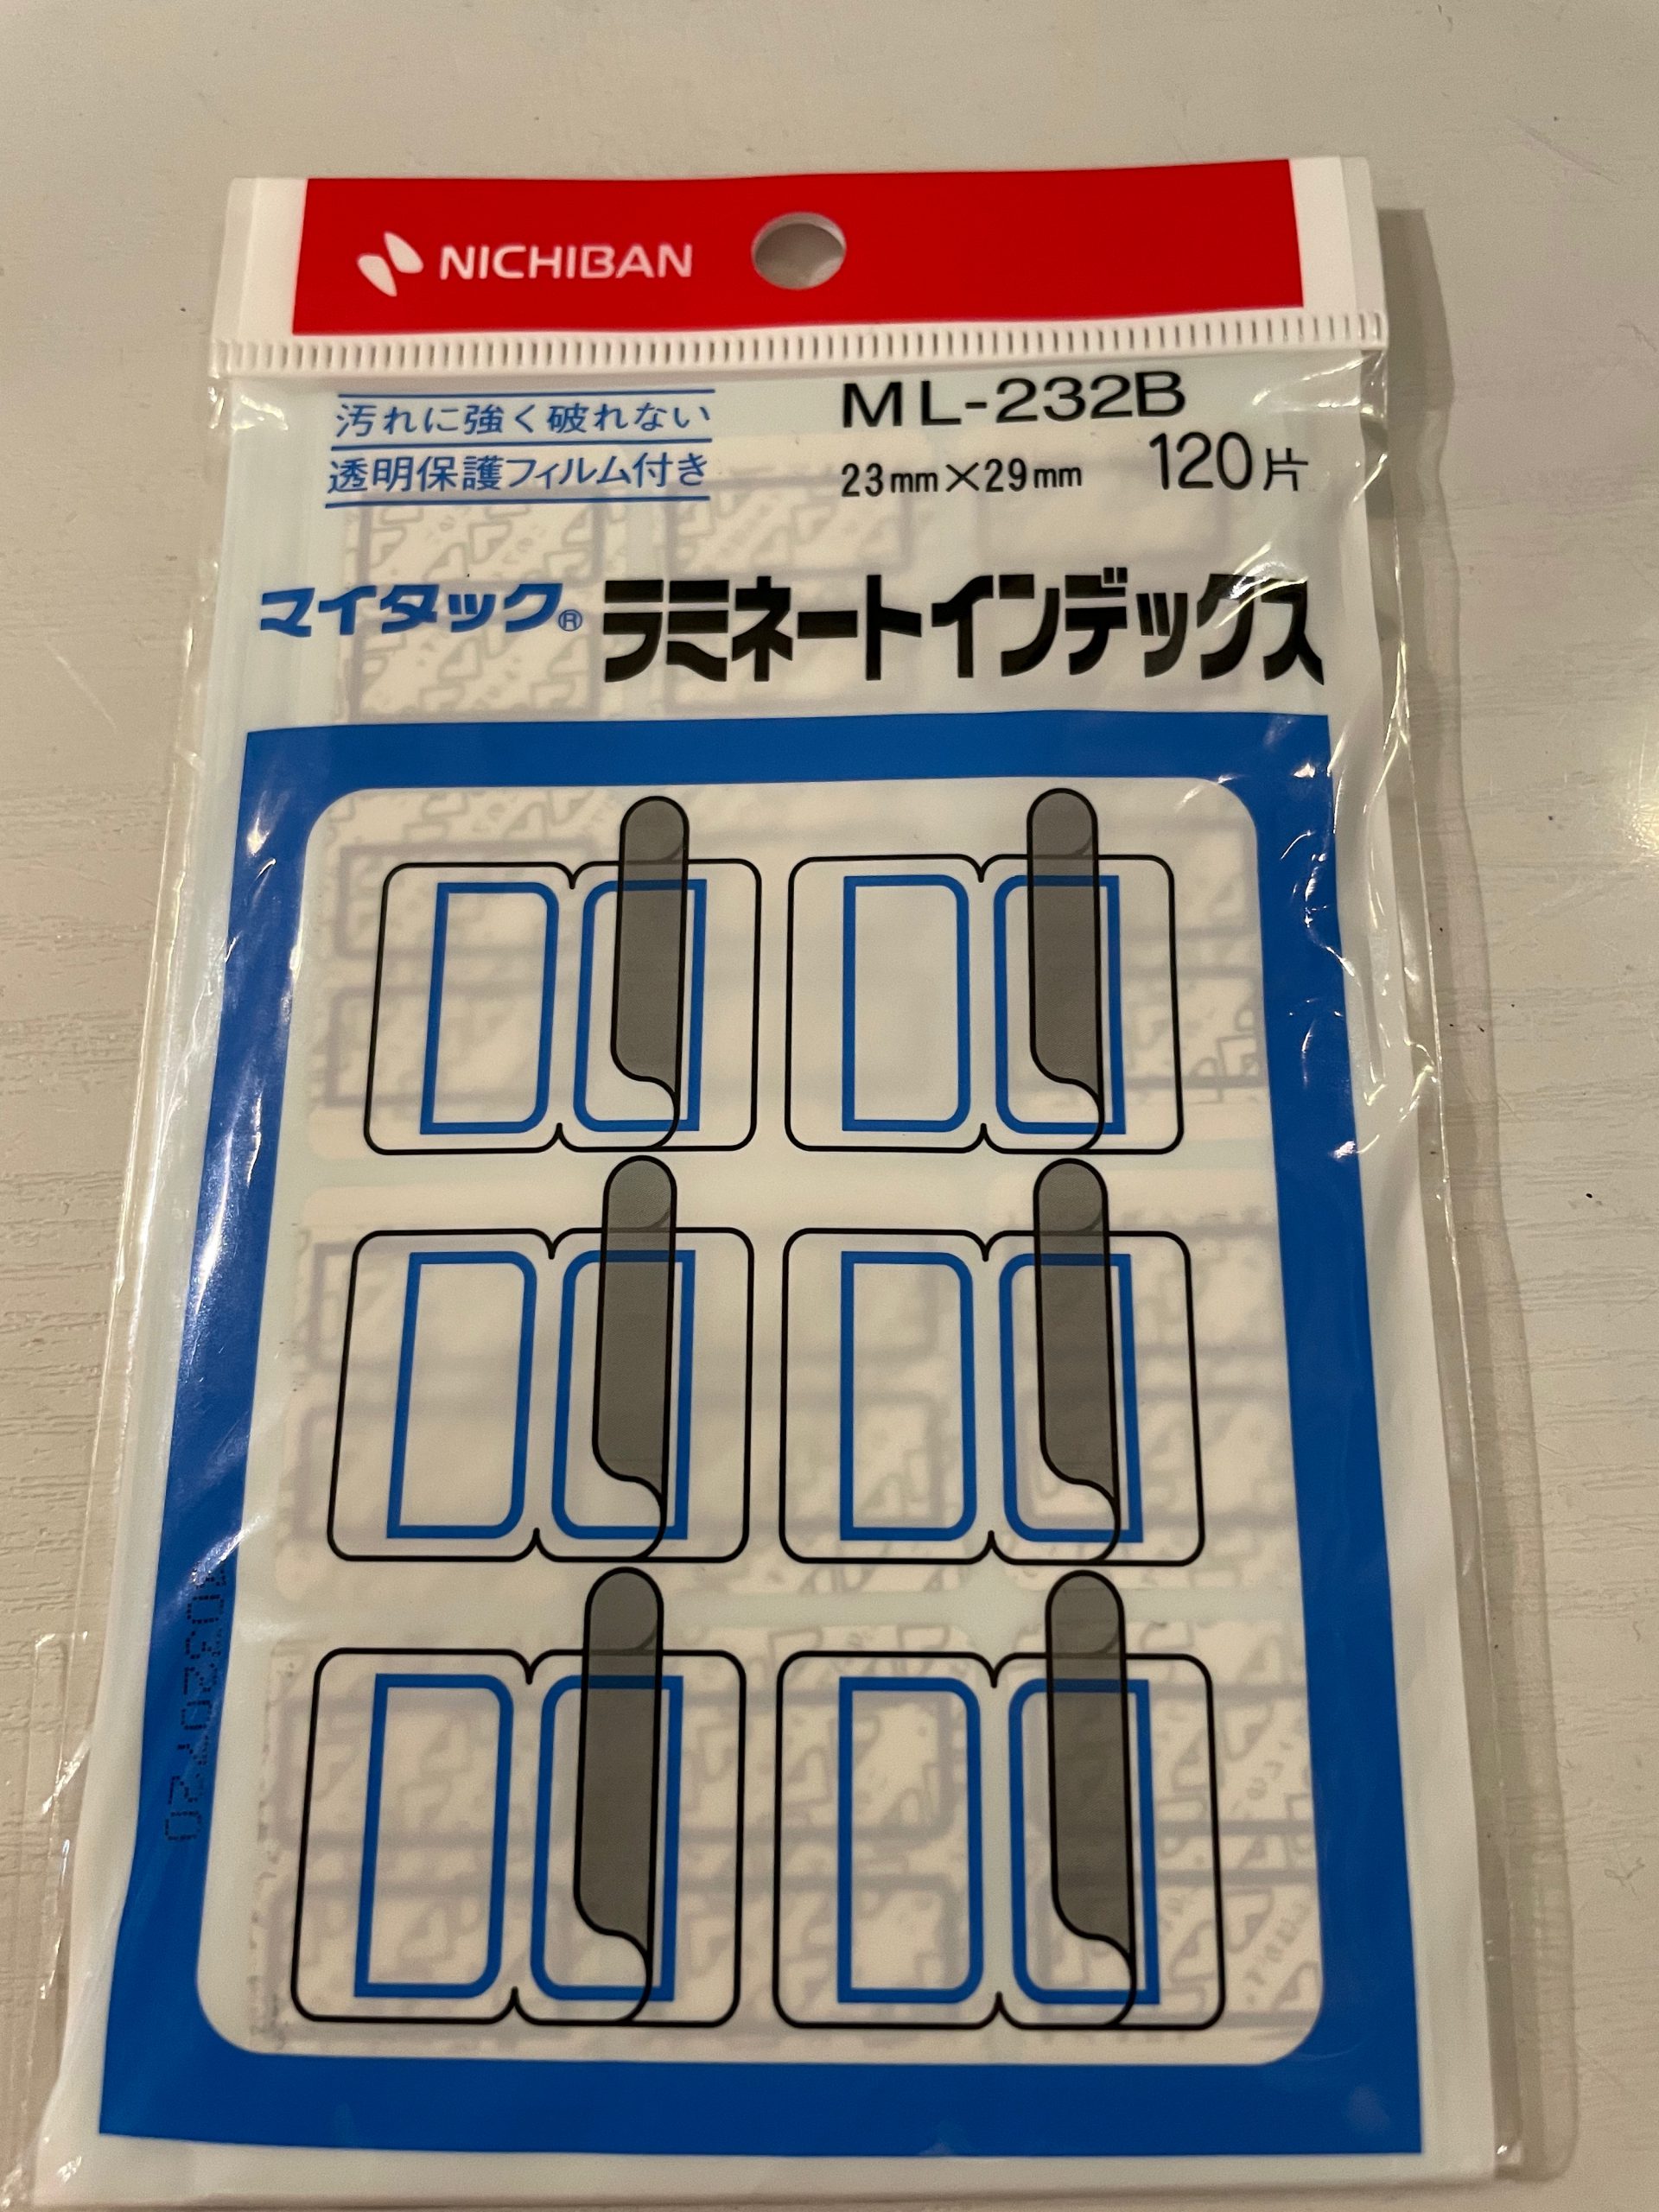 NICHIBAN
汚れに強く破れない
透明保護フィルム付き
ML-232B
23mm×29mm 120片
マイタック® ラミネートインデックス